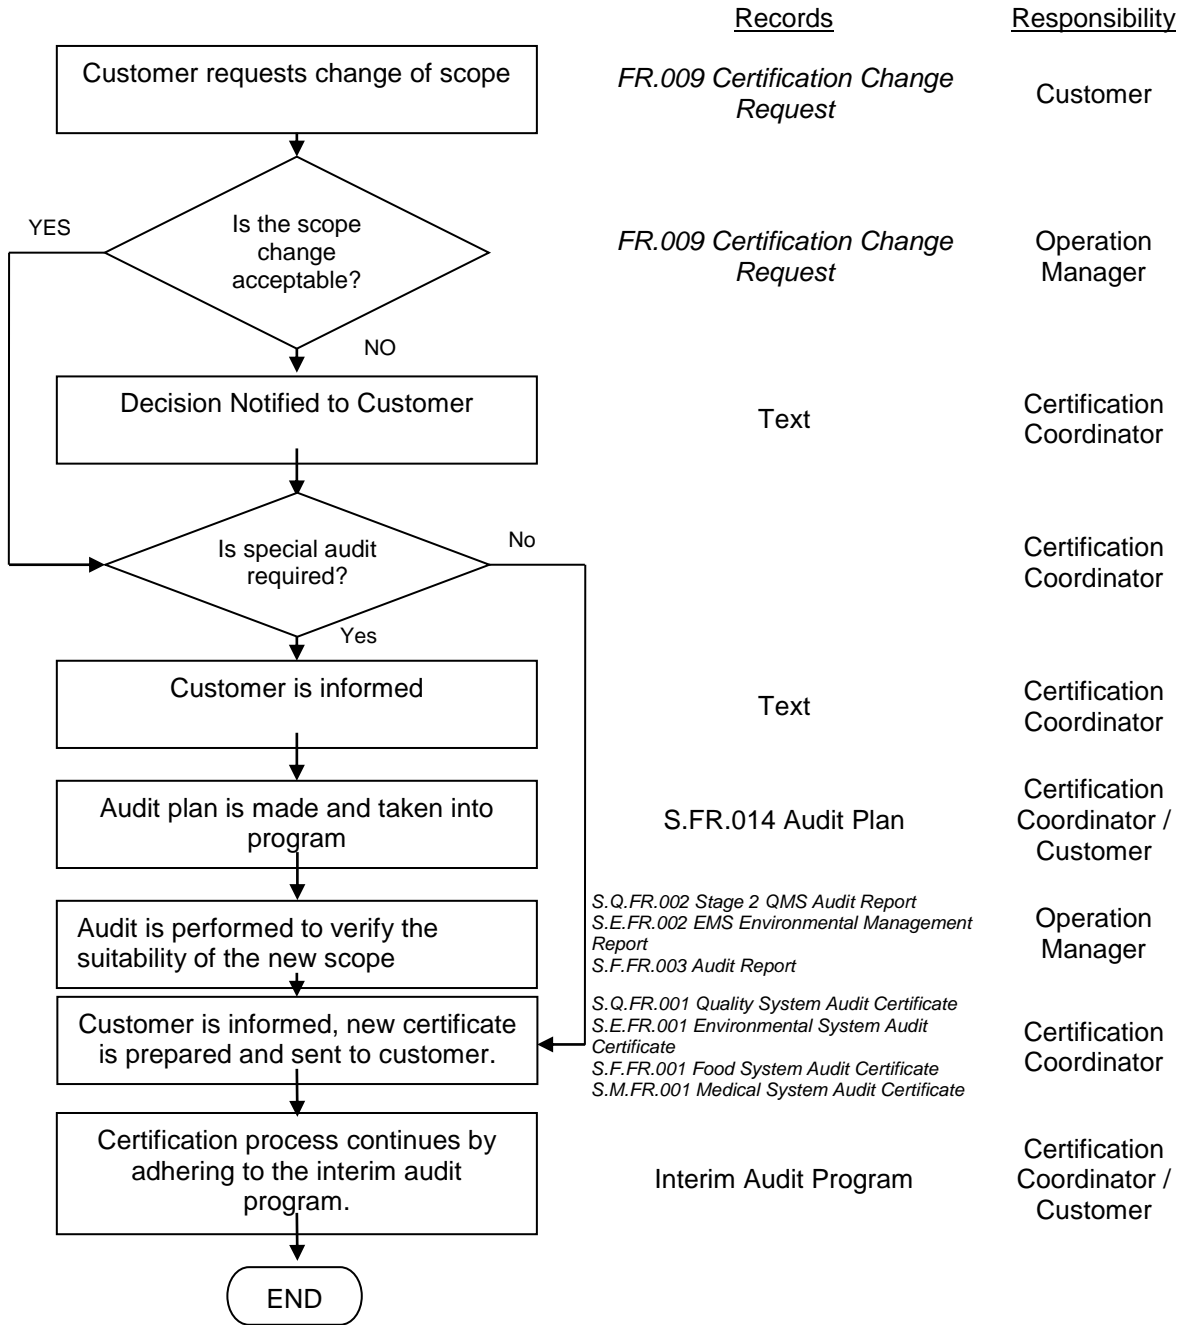 Records Responsibility
Customer requests change of scope
FR.009 Certification Change
Request
Customer
YES
Is the scope
change
acceptable?
FR.009 Certification Change
Request
Operation
Manager
NO
Decision Notified to Customer
Text
Certification
Coordinator
Is special audit
required?
No
Certification
Coordinator
Yes
Customer is informed
Text
Certification
Coordinator
Audit plan is made and taken into
program
S.FR.014 Audit Plan
Certification
Coordinator /
Customer
Audit is performed to verify the
suitability of the new scope
S.Q.FR.002 Stage 2 QMS Audit Report
S.E.FR.002 EMS Environmental Management
Report
S.F.FR.003 Audit Report
Operation
Manager
Customer is informed, new certificate
is prepared and sent to customer.
S.Q.FR.001 Quality System Audit Certificate
S.E.FR.001 Environmental System Audit
Certificate
S.F.FR.001 Food System Audit Certificate
S.M.FR.001 Medical System Audit Certificate
Certification
Coordinator
Certification process continues by
adhering to the interim audit
program.
Interim Audit Program
Certification
Coordinator /
Customer
END